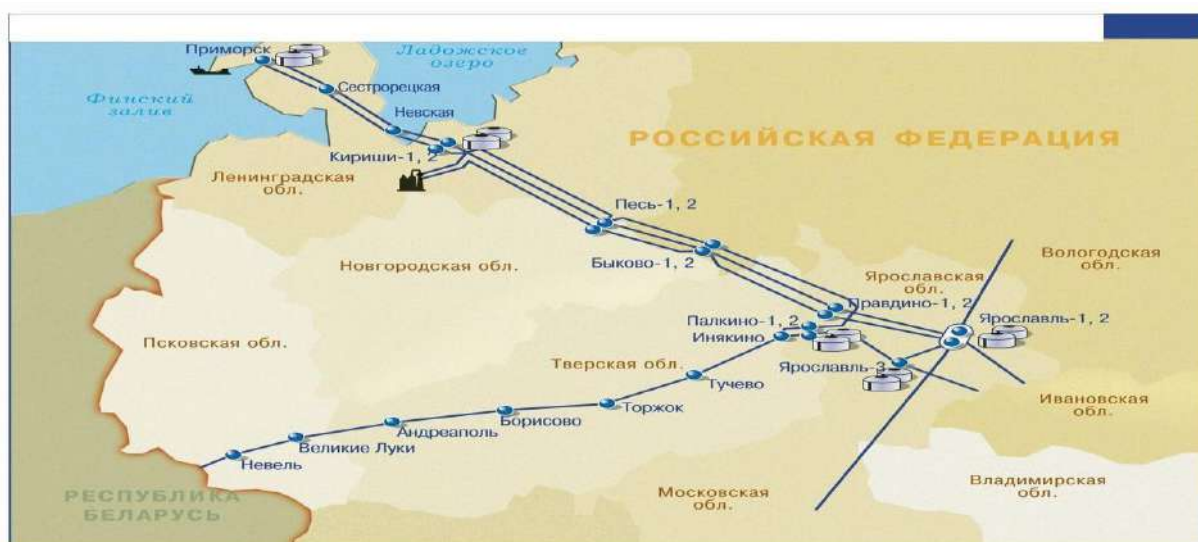 Приморск
Ладожское
озеро
Сестрорецкая
Финский
залив
Невская
РОССИЙСКАЯ ФЕДЕРАЦИЯ
Кириши-1, 2
Ленинградская
обл.
Песь-1, 2
Новгородская обл.
Быково-1, 2
Вологодская
обл.
Ярославская
обл.
Правдино-1, 2
Палкино-1, 2
Ярославль-1, 2
Инякино
Псковская обл.
Тверская обл.
Ярославль-3
Тучево
Ивановская
обл.
Торжок
Борисово
Андреаполь
Великие Луки
Невель
Владимирская
обл.
Московская
обл.
РЕСПУБЛИКА
БЕЛАРУСЬ